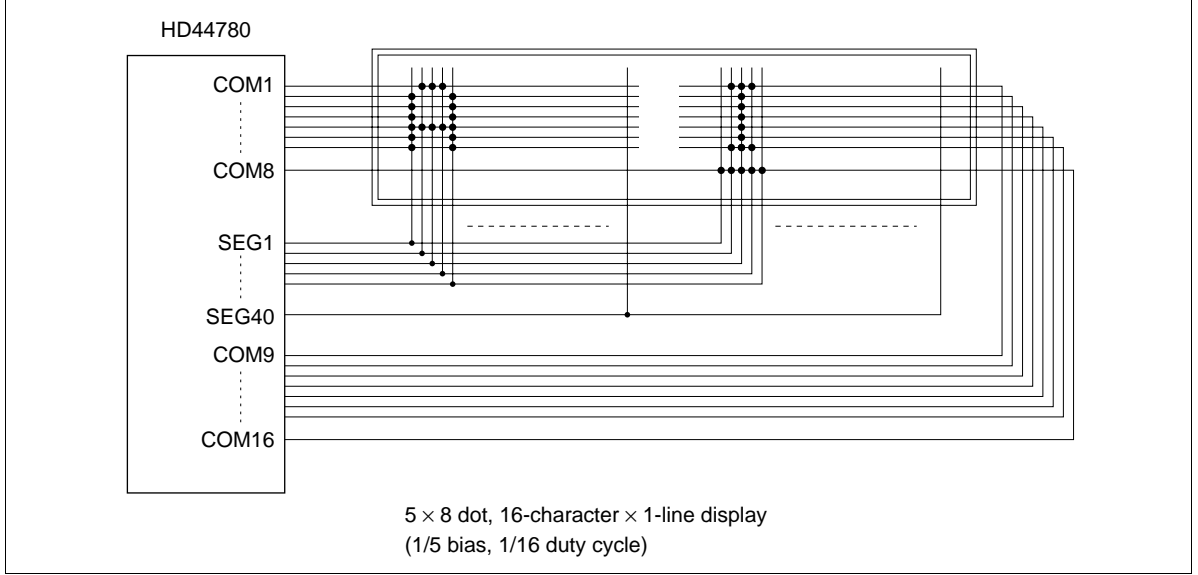 HD44780
COM1
COM8
SEG1
SEG40
COM9
COM16
5 × 8 dot, 16-character × 1-line display
(1/5 bias, 1/16 duty cycle)